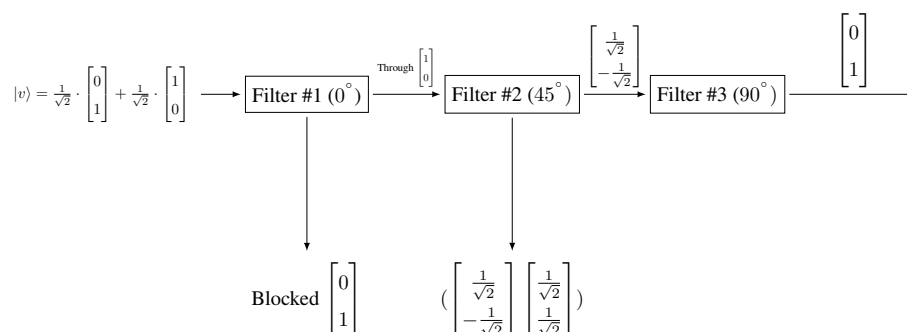 |v⟩ = 1/√2 · [0 1] + 1/√2 · [1 0]
Filter #1 (0°)
Through [1 0]
Filter #2 (45°)
[1/√2 -1/√2]
Filter #3 (90°)
[0 1]
Blocked [0 1]
([1/√2 -1/√2] [1/√2 1/√2])